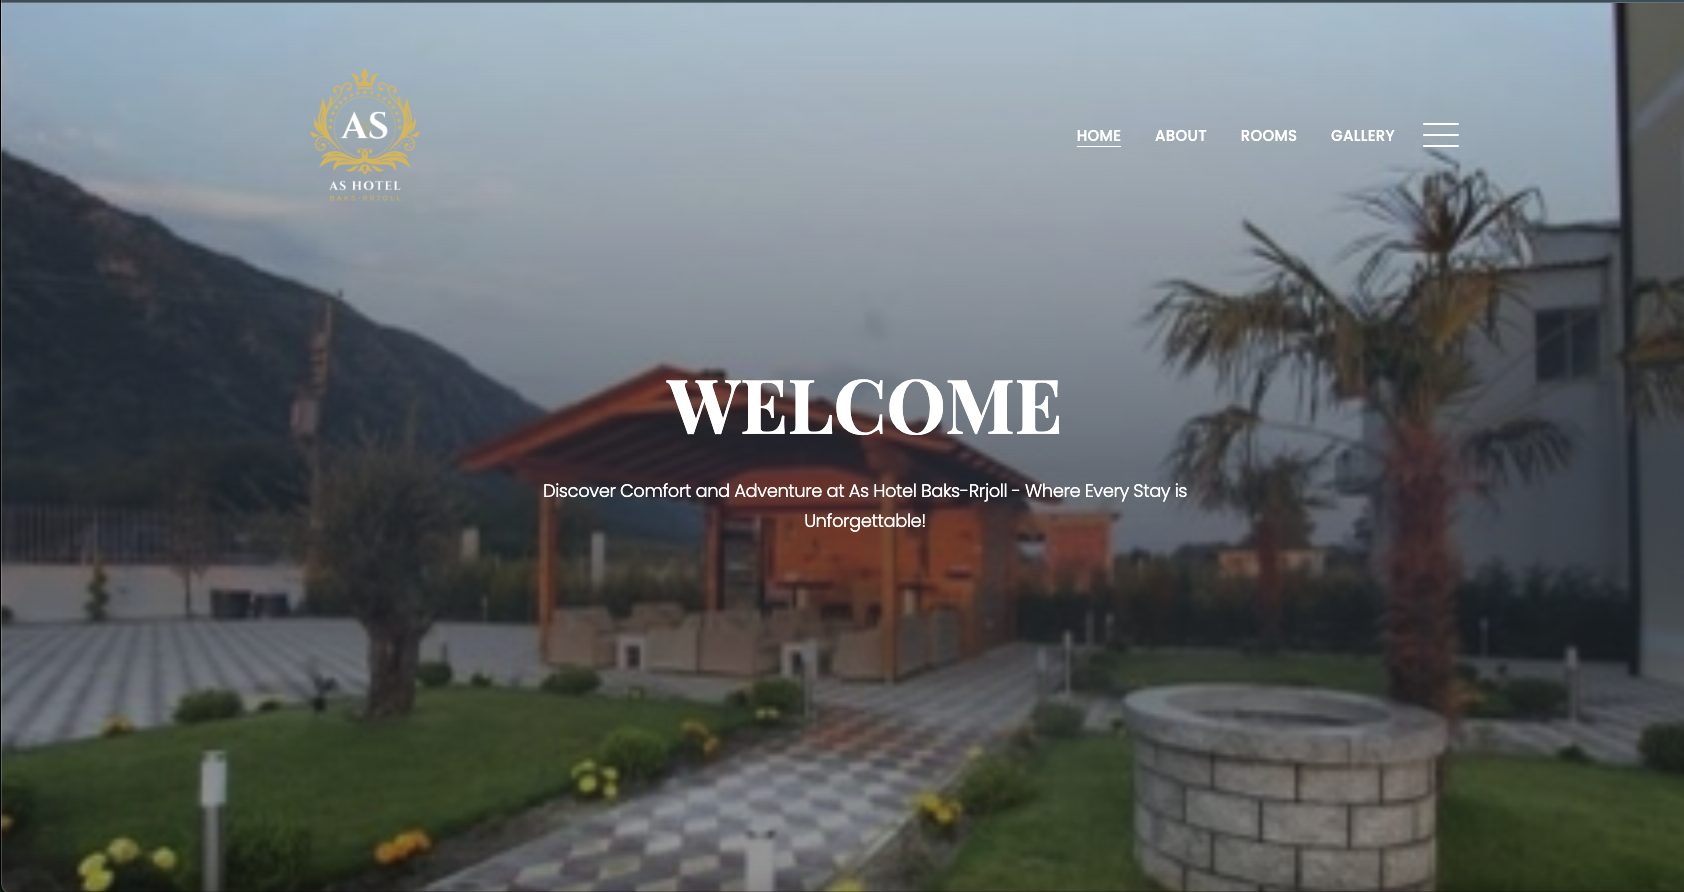 AS
AS HOTEL
BAKS-RRJOLL
HOME
ABOUT
ROOMS
GALLERY
WELCOME
Discover Comfort and Adventure at As Hotel Baks-Rrjoll - Where Every Stay is
Unforgettable!